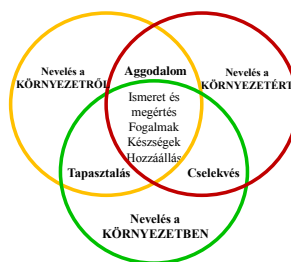 Nevelés a
KÖRNYEZETRŐL
Aggodalom
Nevelés a
KÖRNYEZETÉRT
Ismeret és
megértés
Fogalmak
Készségek
Hozzáállás
Tapasztalás
Cselekvés
Nevelés a
KÖRNYEZETBEN